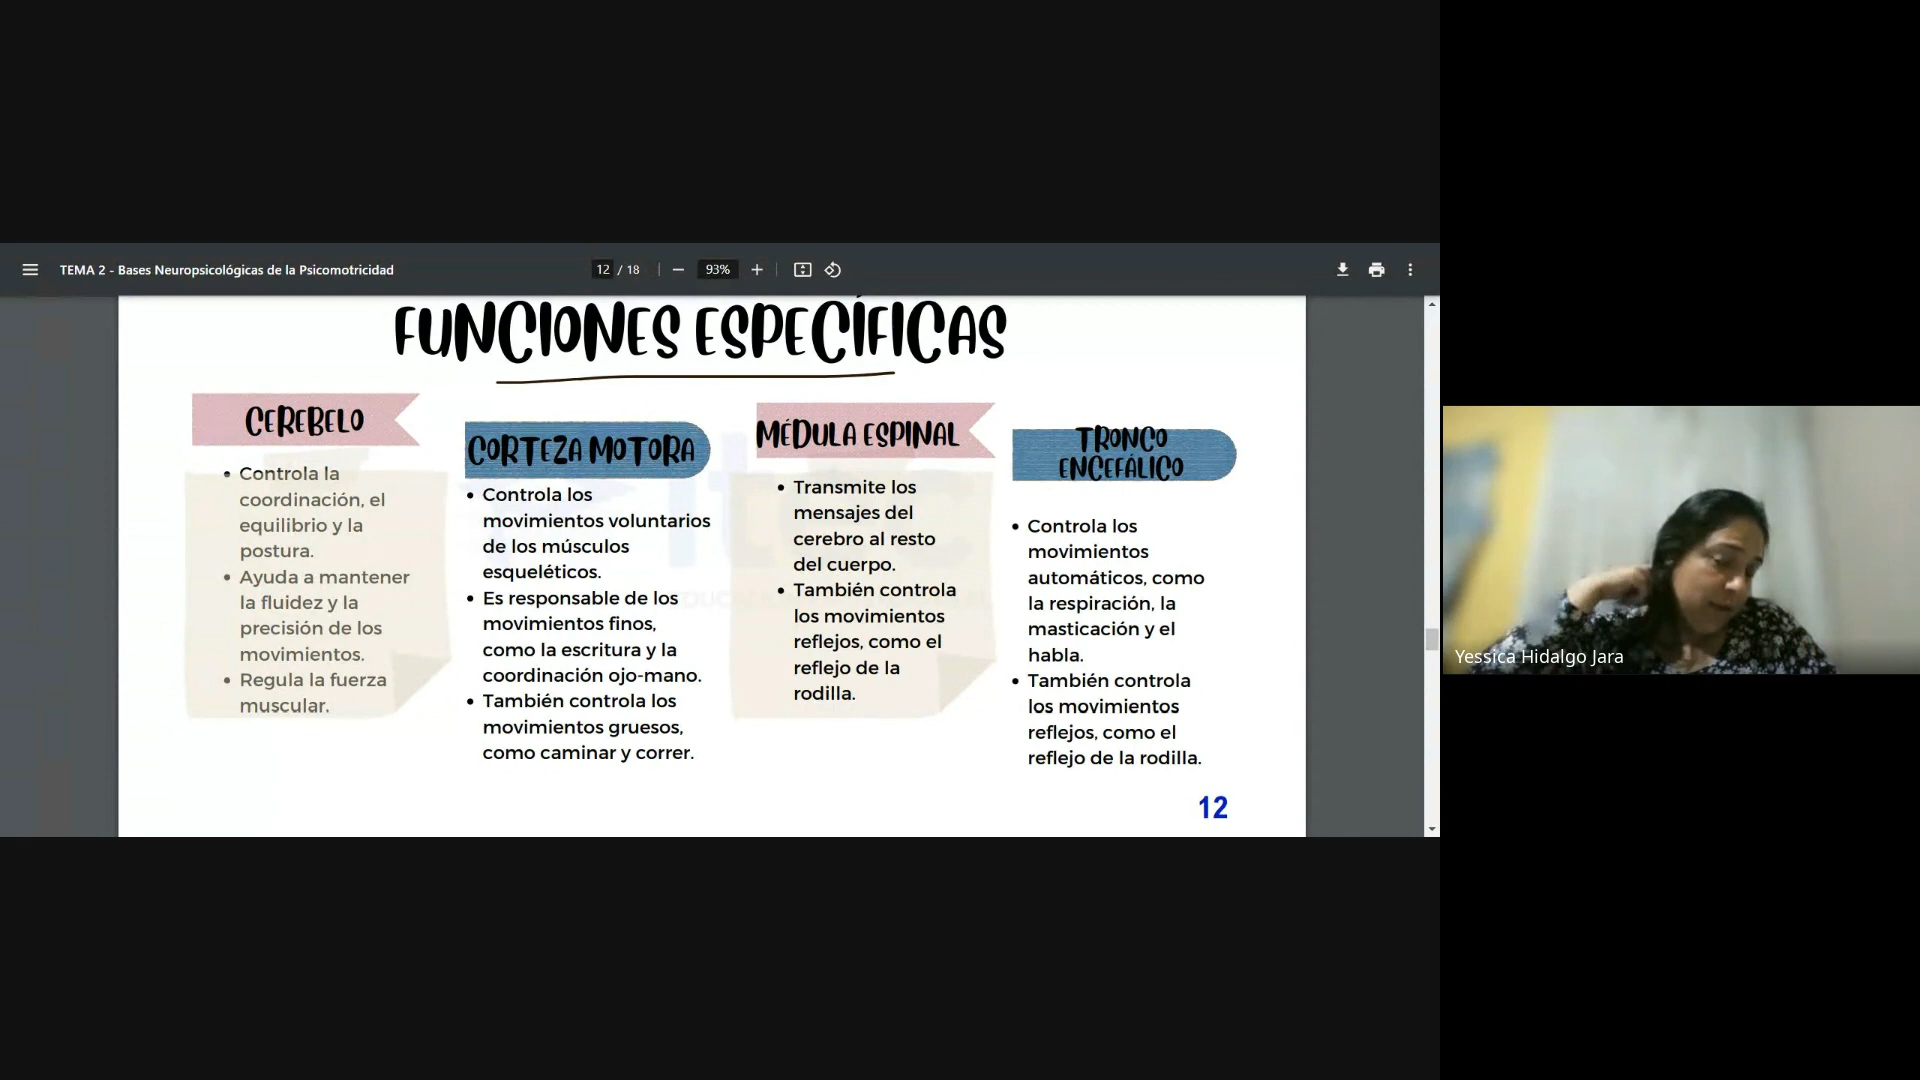 TEMA 2 - Bases Neuropsicológicas de la Psicomotricidad
12 / 18
93%
FUNCIONES ESPECÍFICAS
CEREBELO
Controla la
coordinación, el
equilibrio y la
postura.
Ayuda a mantener
la fluidez y la
precisión de los
movimientos.
Regula la fuerza
muscular.
CORTEZA MOTORA
Controla los
movimientos voluntarios
de los músculos
esqueléticos.
Es responsable de los
movimientos finos,
como la escritura y la
coordinación ojo-mano.
También controla los
movimientos gruesos,
como caminar y correr.
MÉDULA ESPINAL
Transmite los
mensajes del
cerebro al resto
del cuerpo.
También controla
los movimientos
reflejos, como el
reflejo de la
rodilla.
TRONCO
ENCEFÁLICO
Controla los
movimientos
automáticos, como
la respiración, la
masticación y el
habla.
También controla
los movimientos
reflejos, como el
reflejo de la rodilla.
12
Yessica Hidalgo Jara